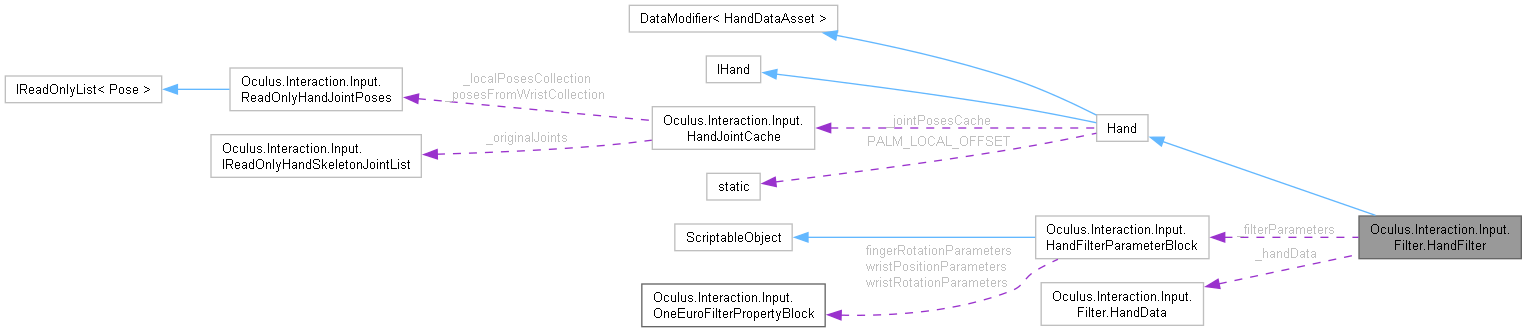 DataModifier< HandDataAsset >
IHand
IReadOnlyList< Pose >
Oculus.Interaction.Input.
ReadOnlyHandJointPoses
_localPosesCollection
_posesFromWristCollection
Oculus.Interaction.Input.
HandJointCache
_jointPosesCache
Hand
_originalJoints
PALM_LOCAL_OFFSET
Oculus.Interaction.Input.
IReadOnlyHandSkeletonJointList
static
ScriptableObject
Oculus.Interaction.Input.
HandFilterParameterBlock
_filterParameters
Oculus.Interaction.Input.
Filter.HandFilter
fingerRotationParameters
wristPositionParameters
wristRotationParameters
_handData
Oculus.Interaction.Input.
OneEuroFilterPropertyBlock
Oculus.Interaction.Input.
Filter.HandData